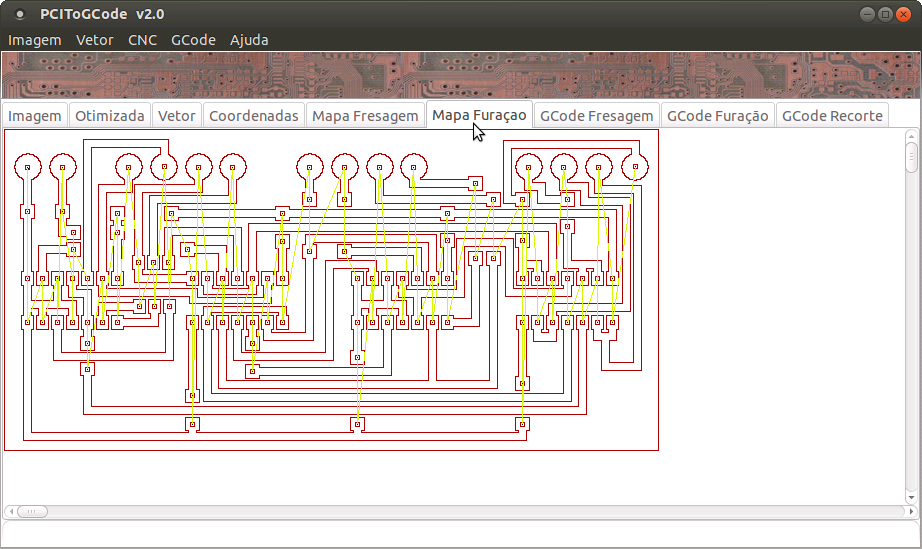 PCIToGCode v2.0
Imagem Vetor CNC GCode Ajuda
Imagem Otimizada Vetor Coordenadas Mapa Fresagem Mapa Furaçao GCode Fresagem GCode Furação GCode Recorte